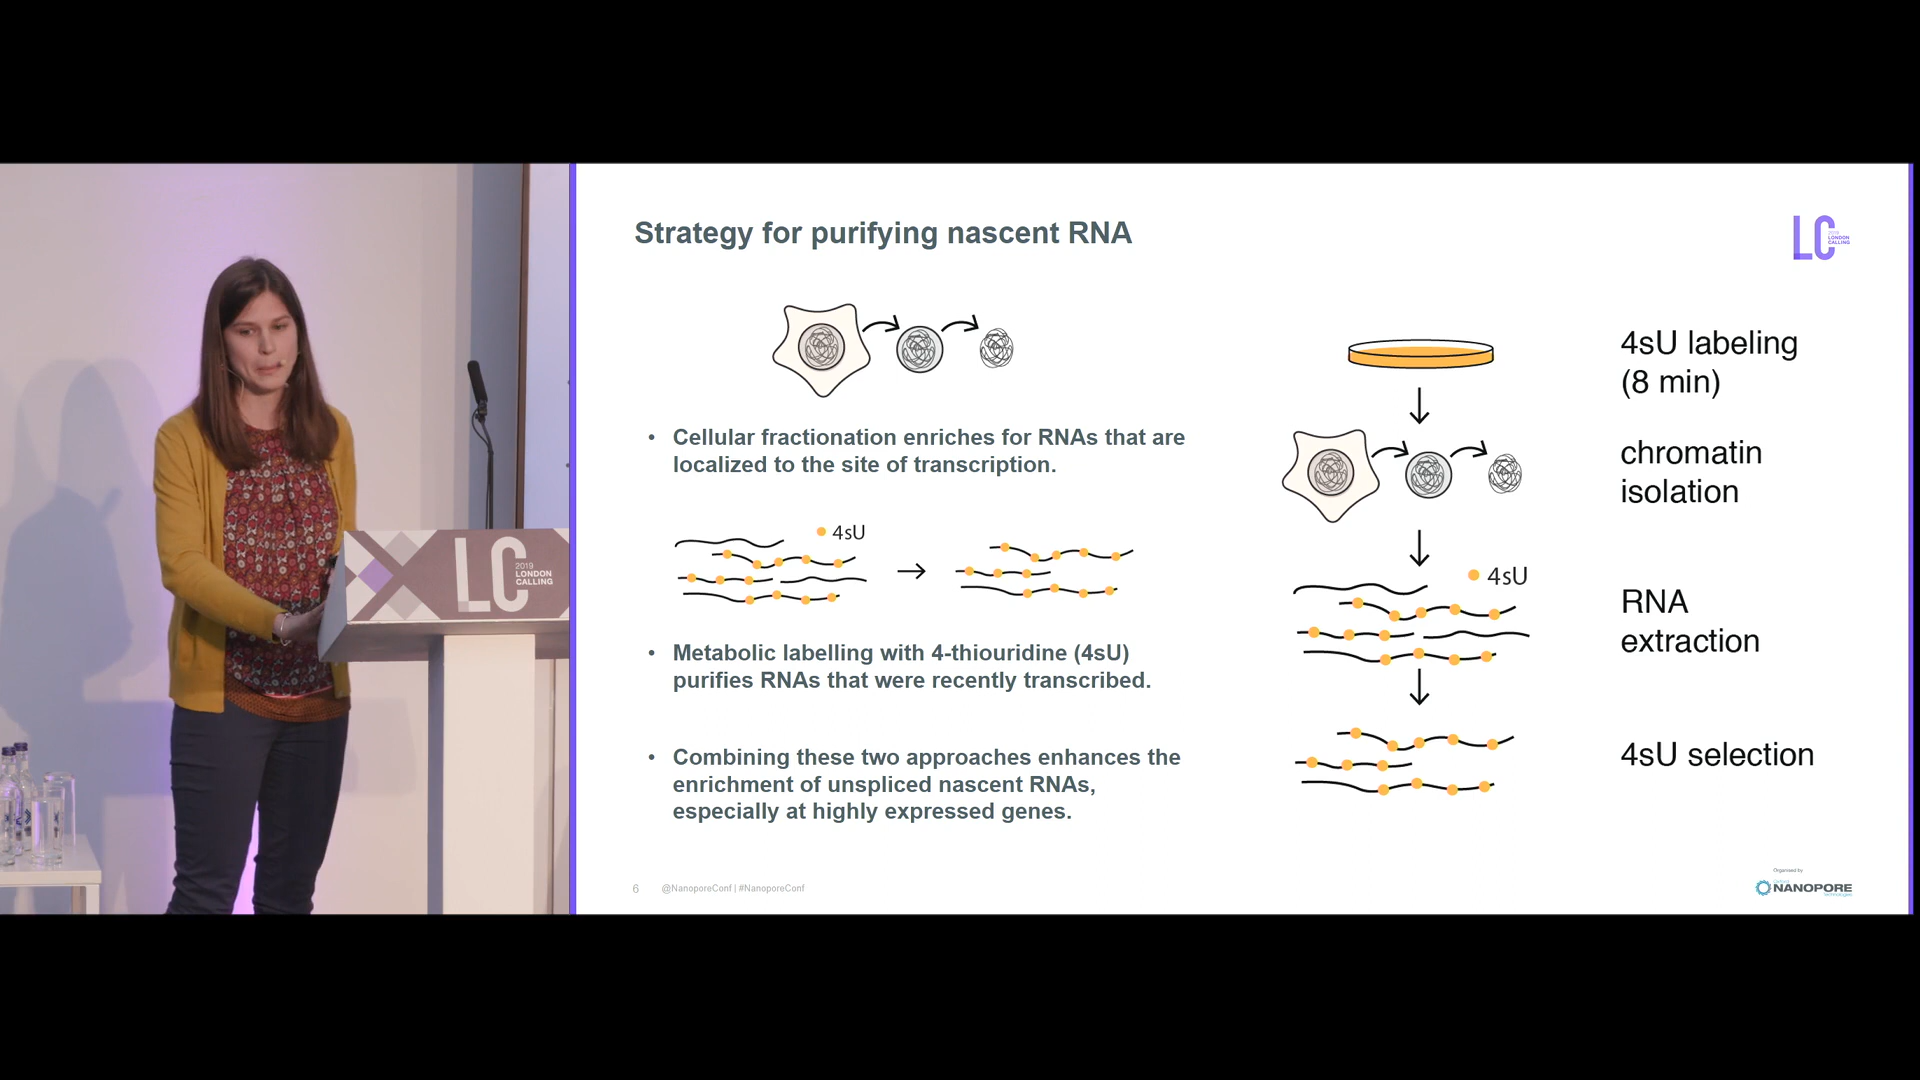 Strategy for purifying nascent RNA
LC
2019
LONDON
CALLING
• Cellular fractionation enriches for RNAs that are
localized to the site of transcription.
4sU
• Metabolic labelling with 4-thiouridine (4sU)
purifies RNAs that were recently transcribed.
• Combining these two approaches enhances the
enrichment of unspliced nascent RNAs,
especially at highly expressed genes.
4sU labeling
(8 min)
chromatin
isolation
4sU
RNA
extraction
4sU selection
6 @NanoporeConf | #NanoporeConf
Organised by
NANOPORE
LC
2019
LONDON
CALLING